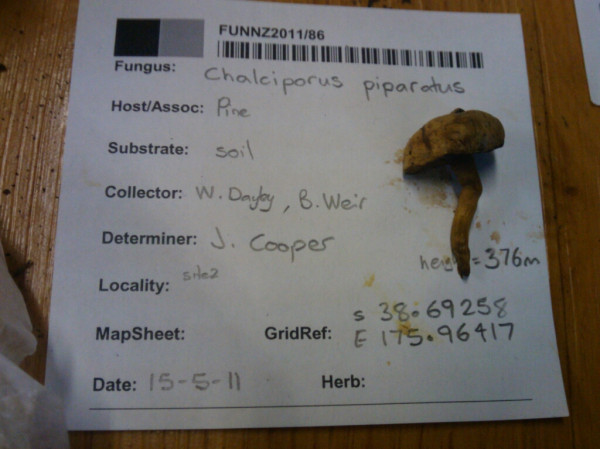 FUNNZ2011/86
Fungus: Chalciporus piparatus
Host/Assoc: Pine
Substrate: soil
Collector: W. Dayby, B. Weir
Determiner: J. Cooper
height = 376m
Locality: site2
S 38.69258
MapSheet: GridRef: E 175.96417
Date: 15-5-11 Herb: